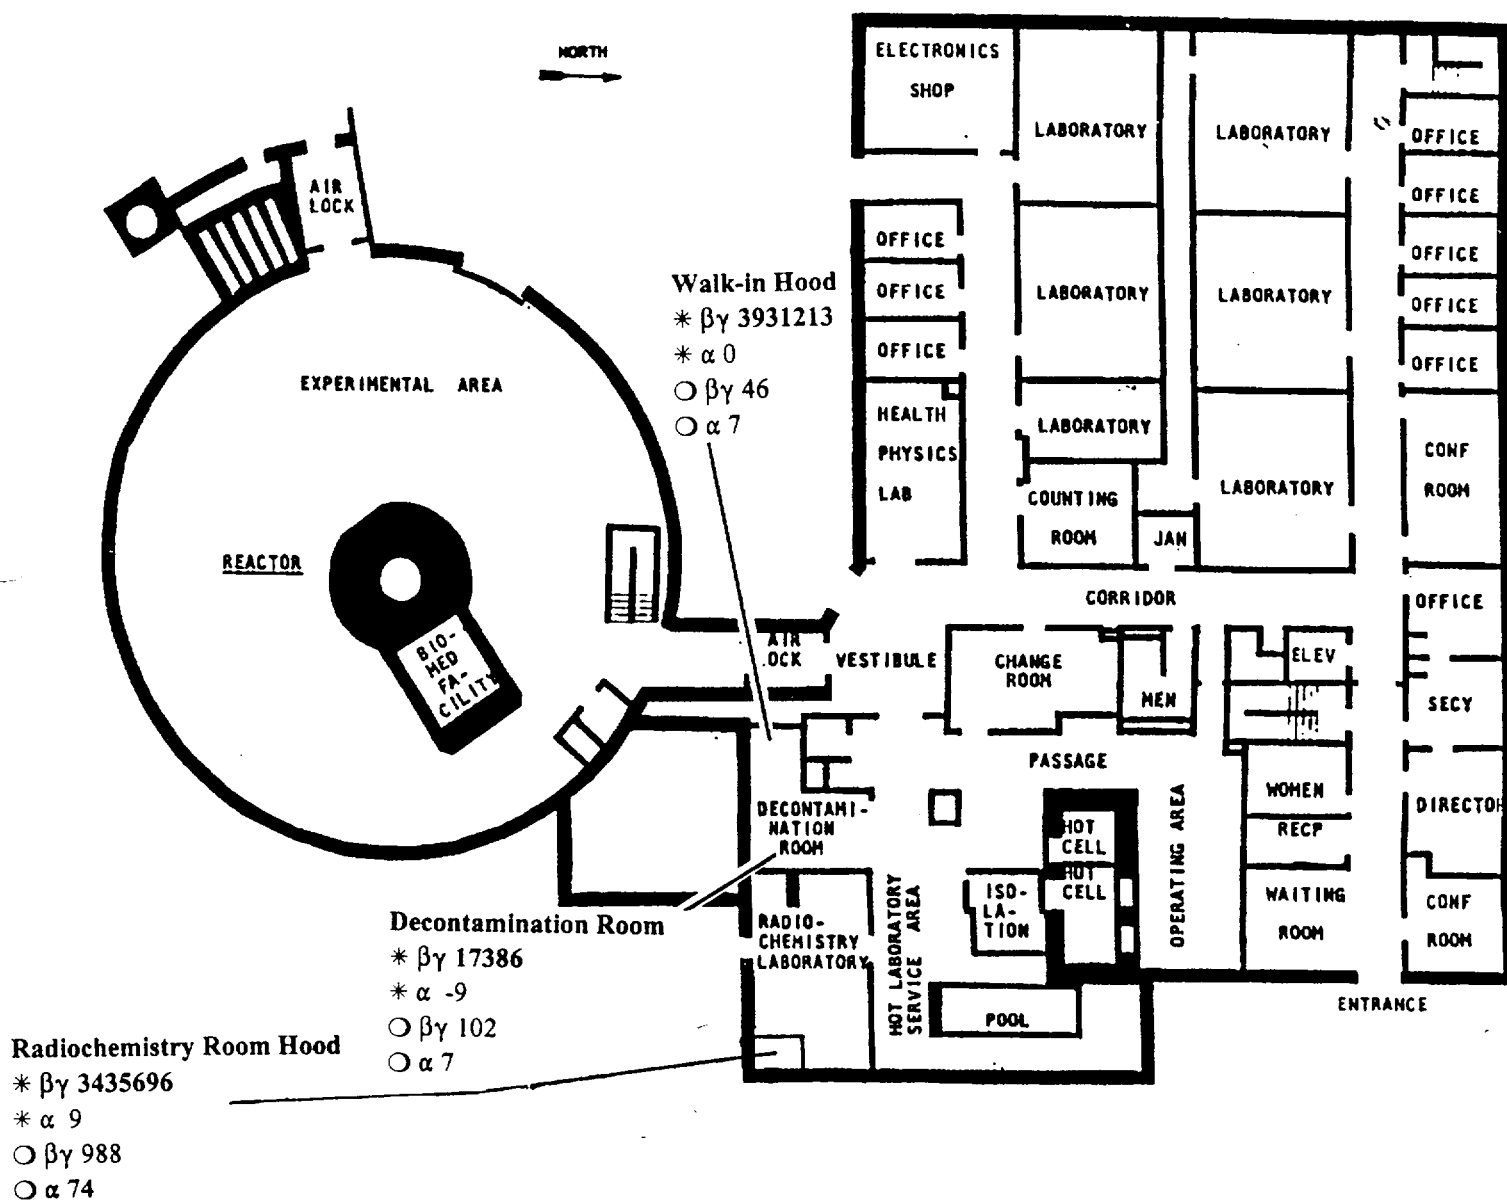 NORTH
ELECTRONICS
SHOP
LABORATORY
LABORATORY
OFFICE
AIR
LOCK
OFFICE
OFFICE
OFFICE
Walk-in Hood
OFFICE
LABORATORY
LABORATORY
OFFICE
✳ βγ 3931213
✳ α 0
OFFICE
OFFICE
EXPERIMENTAL AREA
○ βγ 46
○ α 7
HEALTH
PHYSICS
LAB
LABORATORY
CONF
ROOM
LABORATORY
COUNTING
ROOM
JAN
REACTOR
CORRIDOR
OFFICE
BIO-
MED
FA-
CILITY
AIR
OCK
VESTIBULE
CHANGE
ROOM
MEN
ELEV
SECY
PASSAGE
WOMEN
RECP
DIRECTOR
DECONTAMI-
NATION
ROOM
HOT
CELL
HOT
CELL
OPERATING AREA
ISO-
LA-
TION
WAITING
ROOM
CONF
ROOM
Decontamination Room
✳ βγ 17386
✳ α -9
○ βγ 102
○ α 7
RADIO-
CHEMISTRY
LABORATORY
HOT LABORATORY
SERVICE AREA
POOL
ENTRANCE
Radiochemistry Room Hood
✳ βγ 3435696
✳ α 9
○ βγ 988
○ α 74